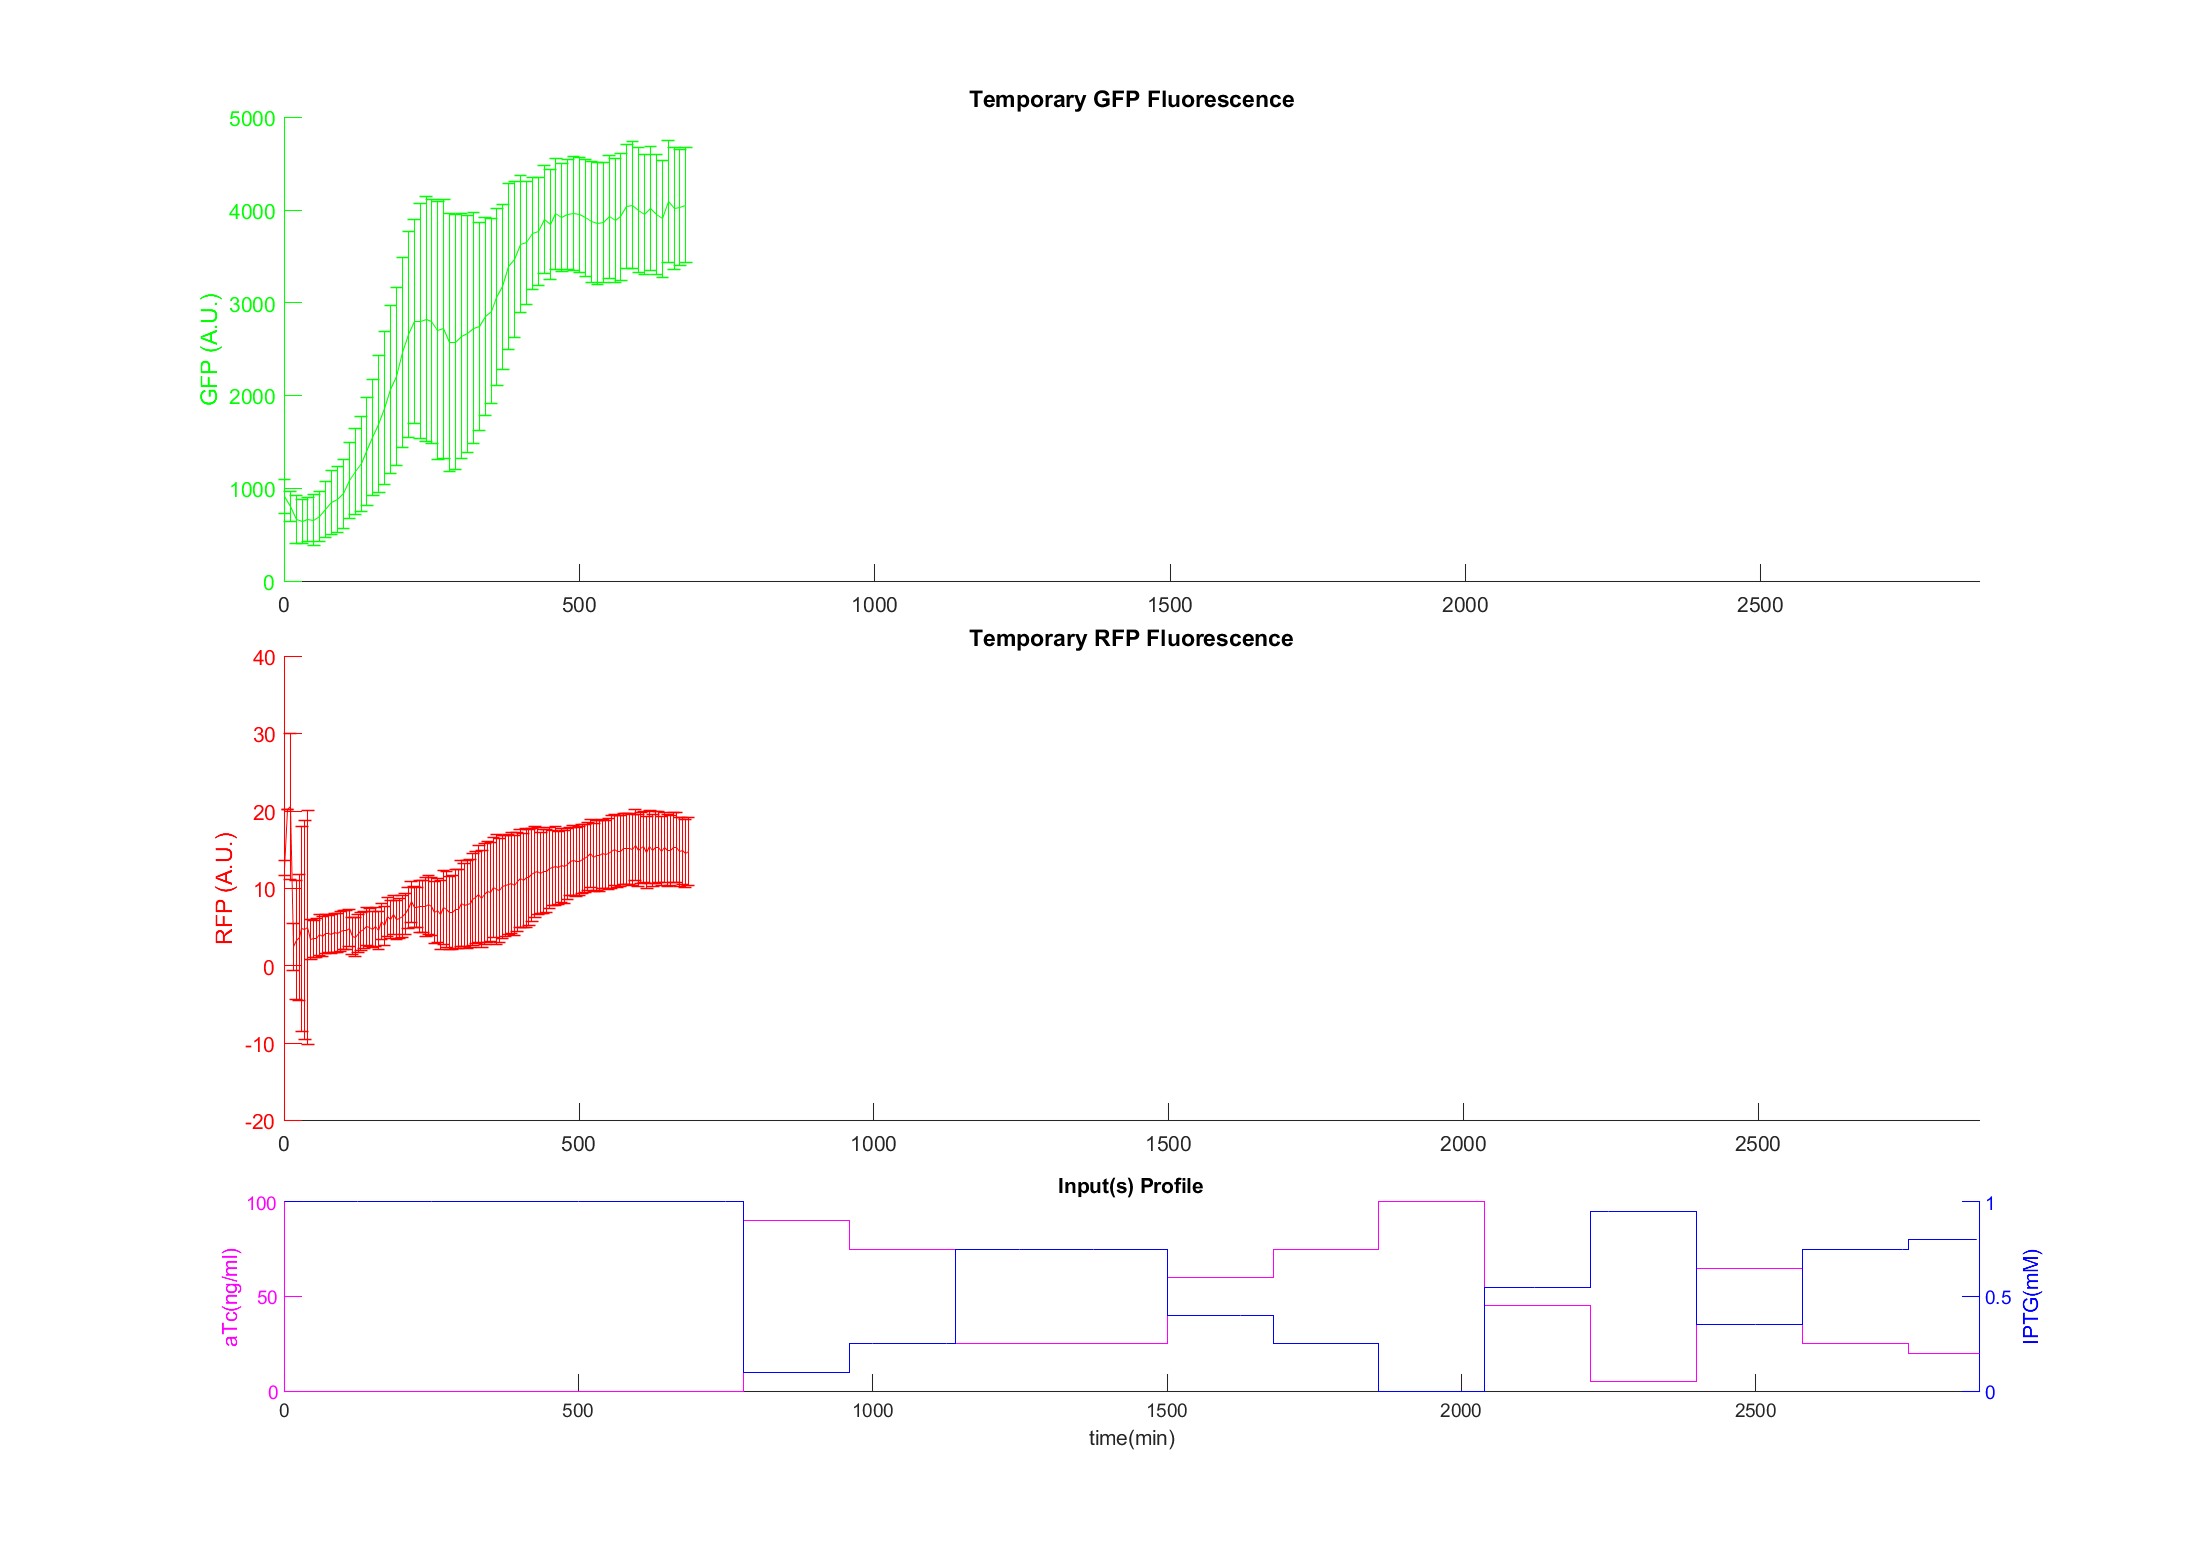 Temporary GFP Fluorescence
5000
4000
3000
2000
1000
0
GFP (A.U.)
0 500 1000 1500 2000 2500
Temporary RFP Fluorescence
40
30
20
10
0
-10
-20
RFP (A.U.)
0 500 1000 1500 2000 2500
Input(s) Profile
100
50
0
aTc(ng/ml)
1
0.5
0
IPTG(mM)
0 500 1000 1500 2000 2500
time(min)